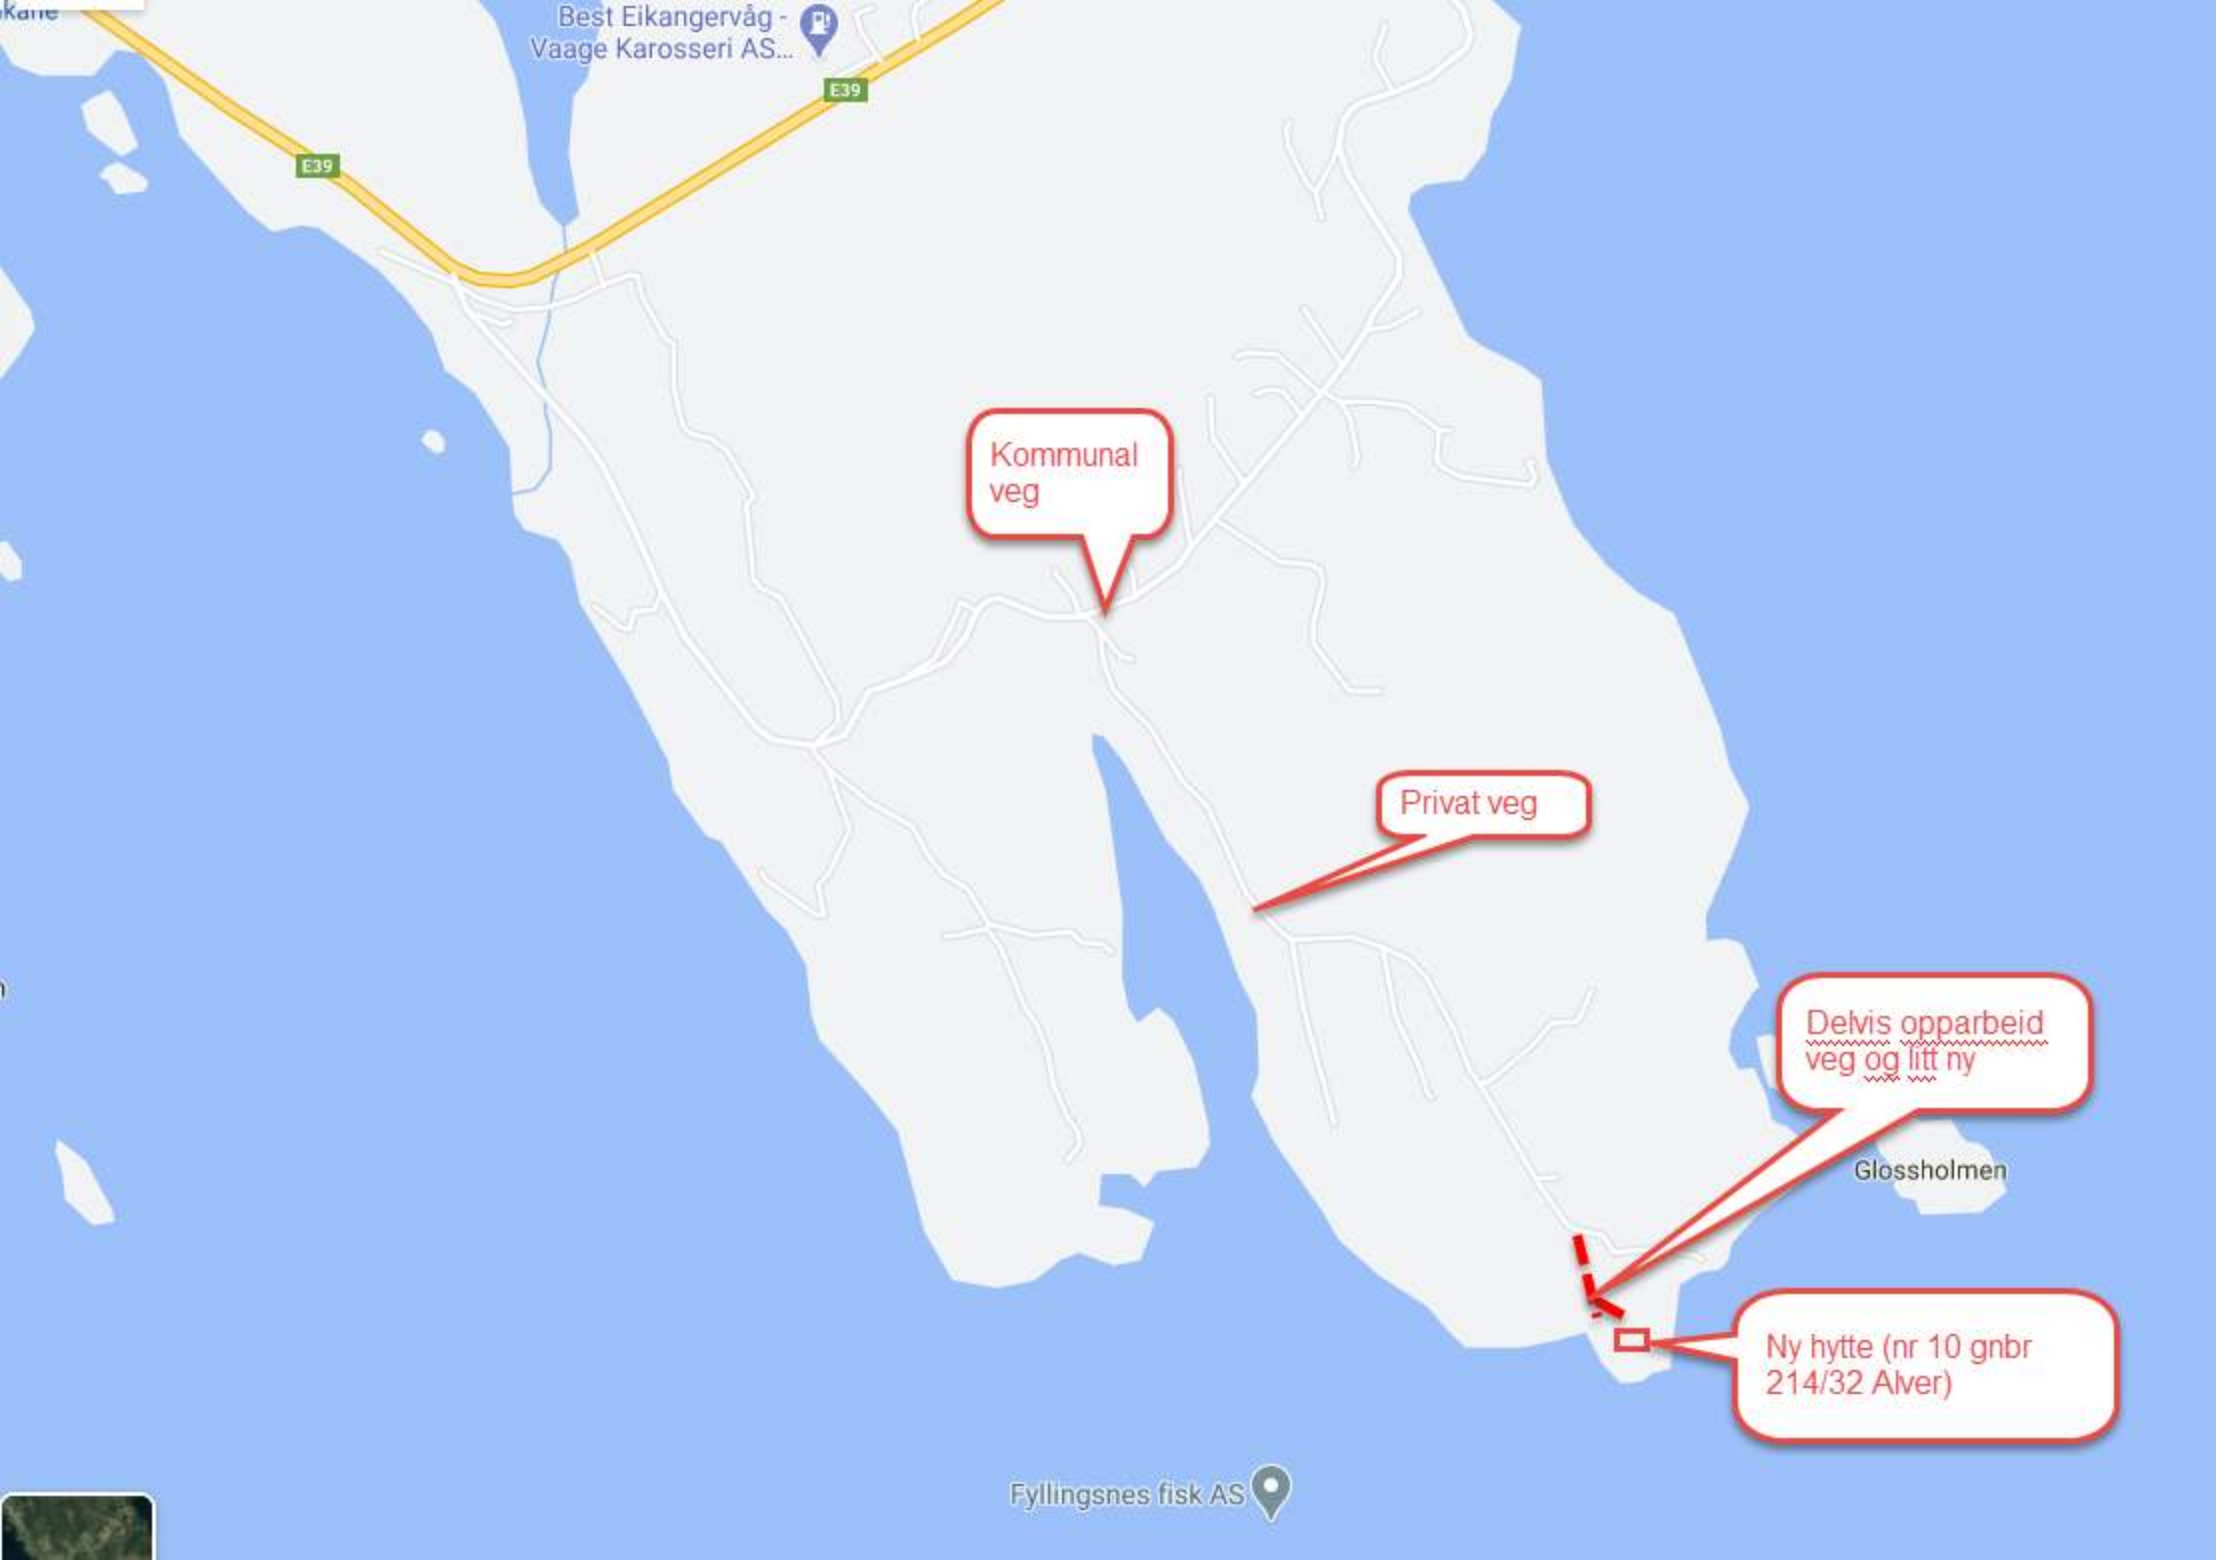 Best Eikangervåg -
Vaage Karosseri AS...
E39
E39
Kommunal
veg
Privat veg
Delvis opparbeid
veg og litt ny
Glossholmen
Ny hytte (nr 10 gnbr
214/32 Alver)
Fyllingsnes fisk AS